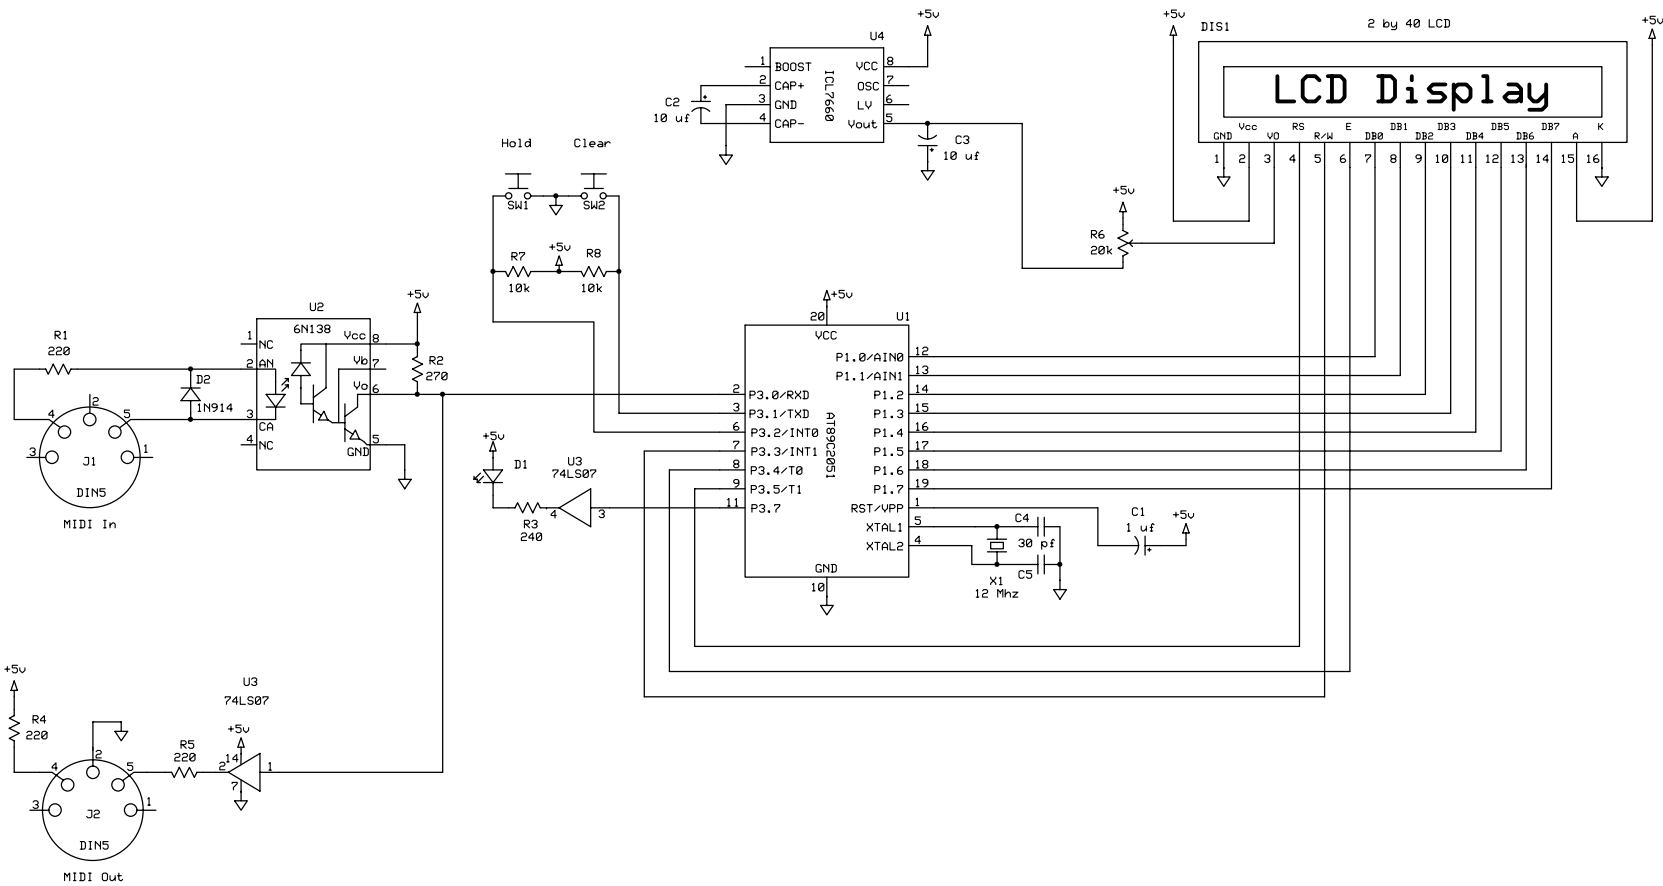 +5v
U4
1 BOOST VCC 8
2 CAP+ OSC 7
3 GND LV 6
4 CAP- Vout 5
ICL7660
C2
10 uf
C3
10 uf
+5v
DIS1
2 by 40 LCD
+5v
LCD Display
GND Vcc VO RS R/W E DB0 DB1 DB2 DB3 DB4 DB5 DB6 DB7 A K
1 2 3 4 5 6 7 8 9 10 11 12 13 14 15 16
Hold
Clear
SW1
SW2
+5v
R7
10k
R8
10k
+5v
R6
20k
R1
220
U2
6N138
1 NC
2 AN
3 CA
4 NC
Vcc 8
Vb 7
Vo 6
5
GND
D2
1N914
+5v
R2
270
4
2
5
3
1
J1
DIN5
MIDI In
+5v
D1
U3
74LS07
R3
240
4
3
+5v
20
U1
VCC
2 P3.0/RXD
3 P3.1/TXD
6 P3.2/INT0
7 P3.3/INT1
8 P3.4/T0
9 P3.5/T1
11 P3.7
AT89C2051
P1.0/AIN0 12
P1.1/AIN1 13
P1.2 14
P1.3 15
P1.4 16
P1.5 17
P1.6 18
P1.7 19
RST/VPP 1
XTAL1 5
XTAL2 4
GND
10
C4
30 pf
C5
X1
12 Mhz
C1
1 uf
+5v
+5v
R4
220
U3
74LS07
+5v
R5
220
14
2
1
7
4
2
5
3
1
J2
DIN5
MIDI Out